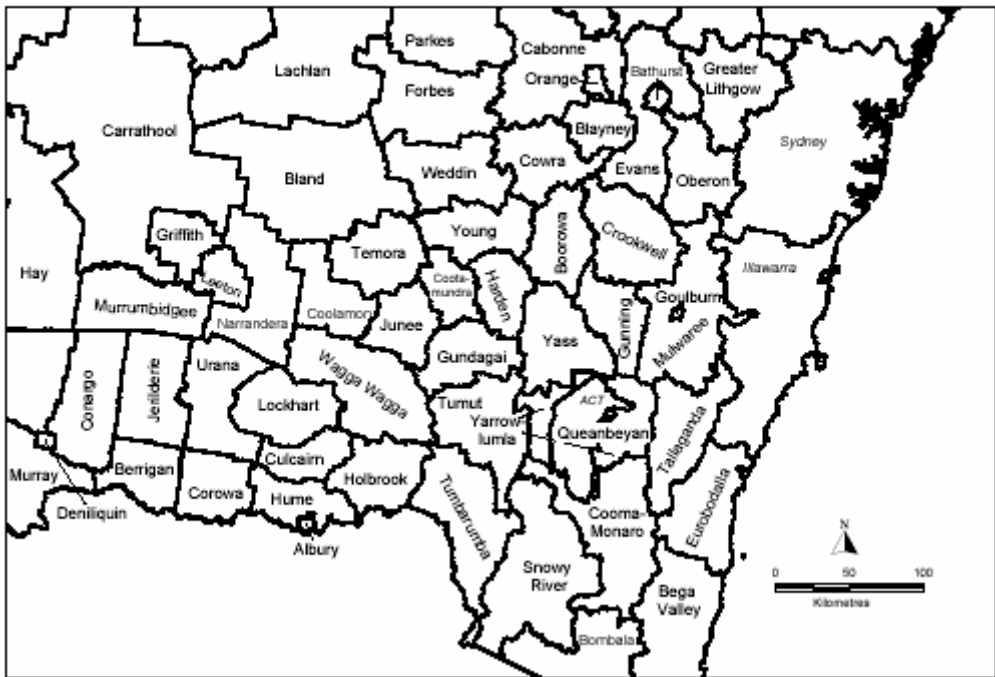 Parkes
Cabonne
Lachlan
Orange
Bathurst
Greater
Lithgow
Forbes
Carrathool
Blayney
Sydney
Weddin
Cowra
Evans
Oberon
Bland
Griffith
Temora
Young
Boorowa
Crookwell
Hay
Leeton
Coota-
mundra
Harden
Illawarra
Murrumbidgee
Narrandera
Coolamon
Junee
Yass
Gunning
Goulburn
Mulwaree
Conargo
Jerilderie
Urana
Wagga Wagga
Gundagai
Lockhart
Tumut
ACT
Yarrow-
lumla
Queanbeyan
Tallaganda
Murray
Berrigan
Culcairn
Holbrook
Corowa
Hume
Deniliquin
Albury
Tumbarumba
Cooma-
Monaro
Eurobodalla
Snowy
River
Bega
Valley
Bombala
N
0 50 100
Kilometres